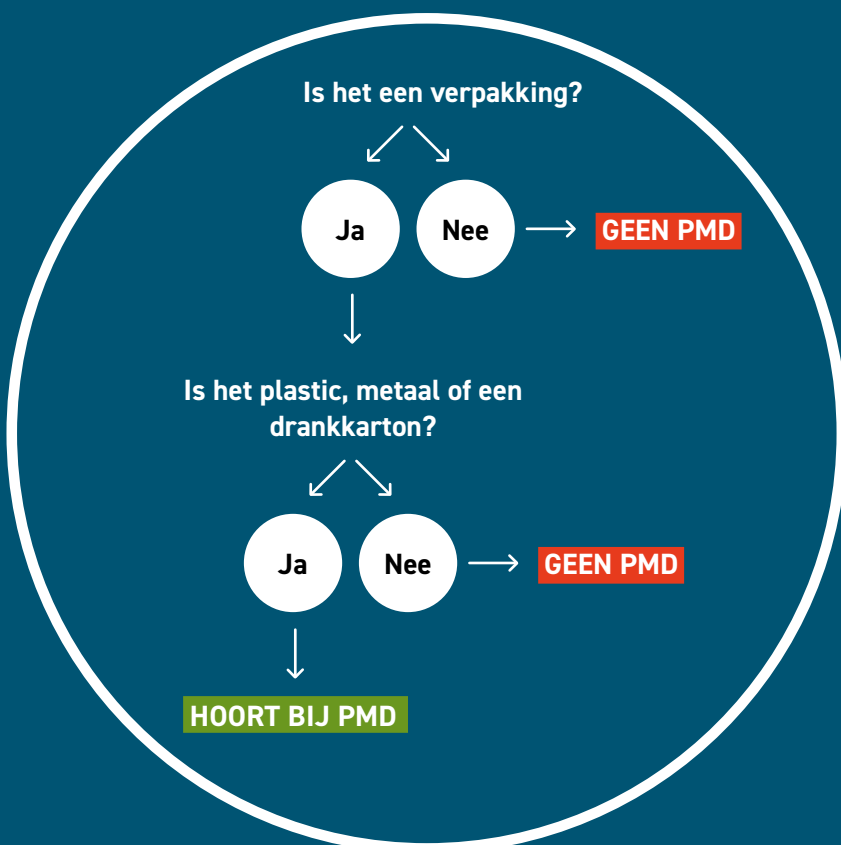 Is het een verpakking?
Ja
Nee
GEEN PMD
Is het plastic, metaal of een
drankkarton?
Ja
Nee
GEEN PMD
HOORT BIJ PMD